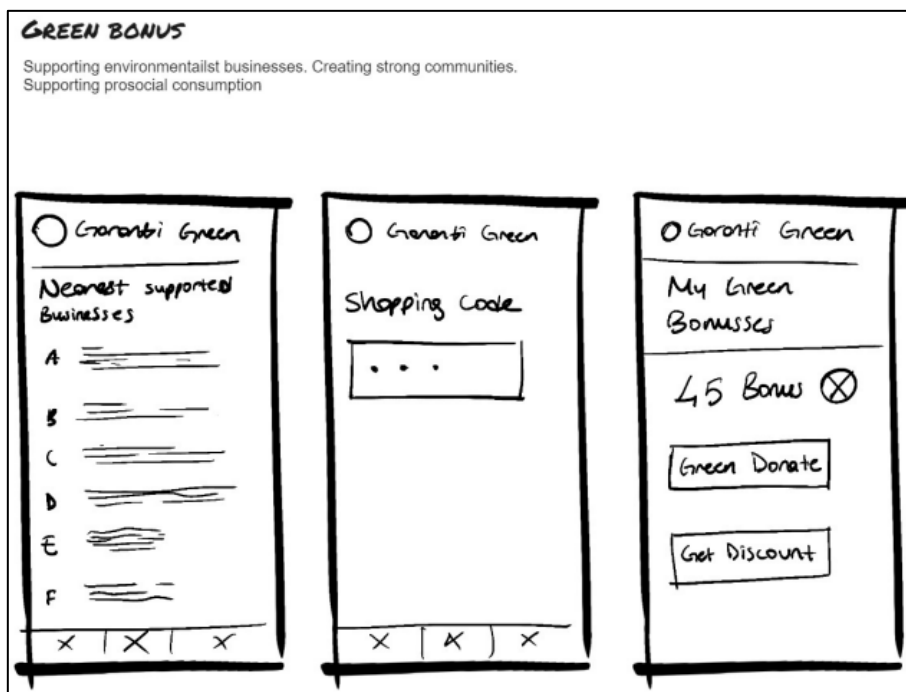 GREEN BONUS
Supporting environmentailst businesses. Creating strong communities.
Supporting prosocial consumption
Garanti Green
Nearest supported
Businesses
A
B
C
D
E
F
Garanti Green
Shopping Code
Garanti Green
My Green
Bonusses
45 Bonus
Green Donate
Get Discount